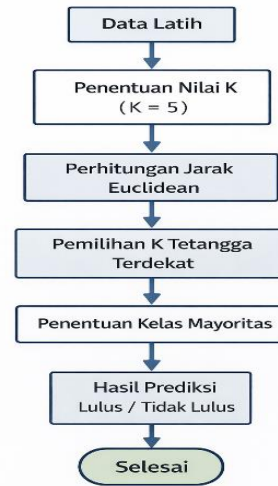 Data Latih
Penentuan Nilai K
(K = 5)
Perhitungan Jarak
Euclidean
Pemilihan K Tetangga
Terdekat
Penentuan Kelas Mayoritas
Hasil Prediksi
Lulus / Tidak Lulus
Selesai